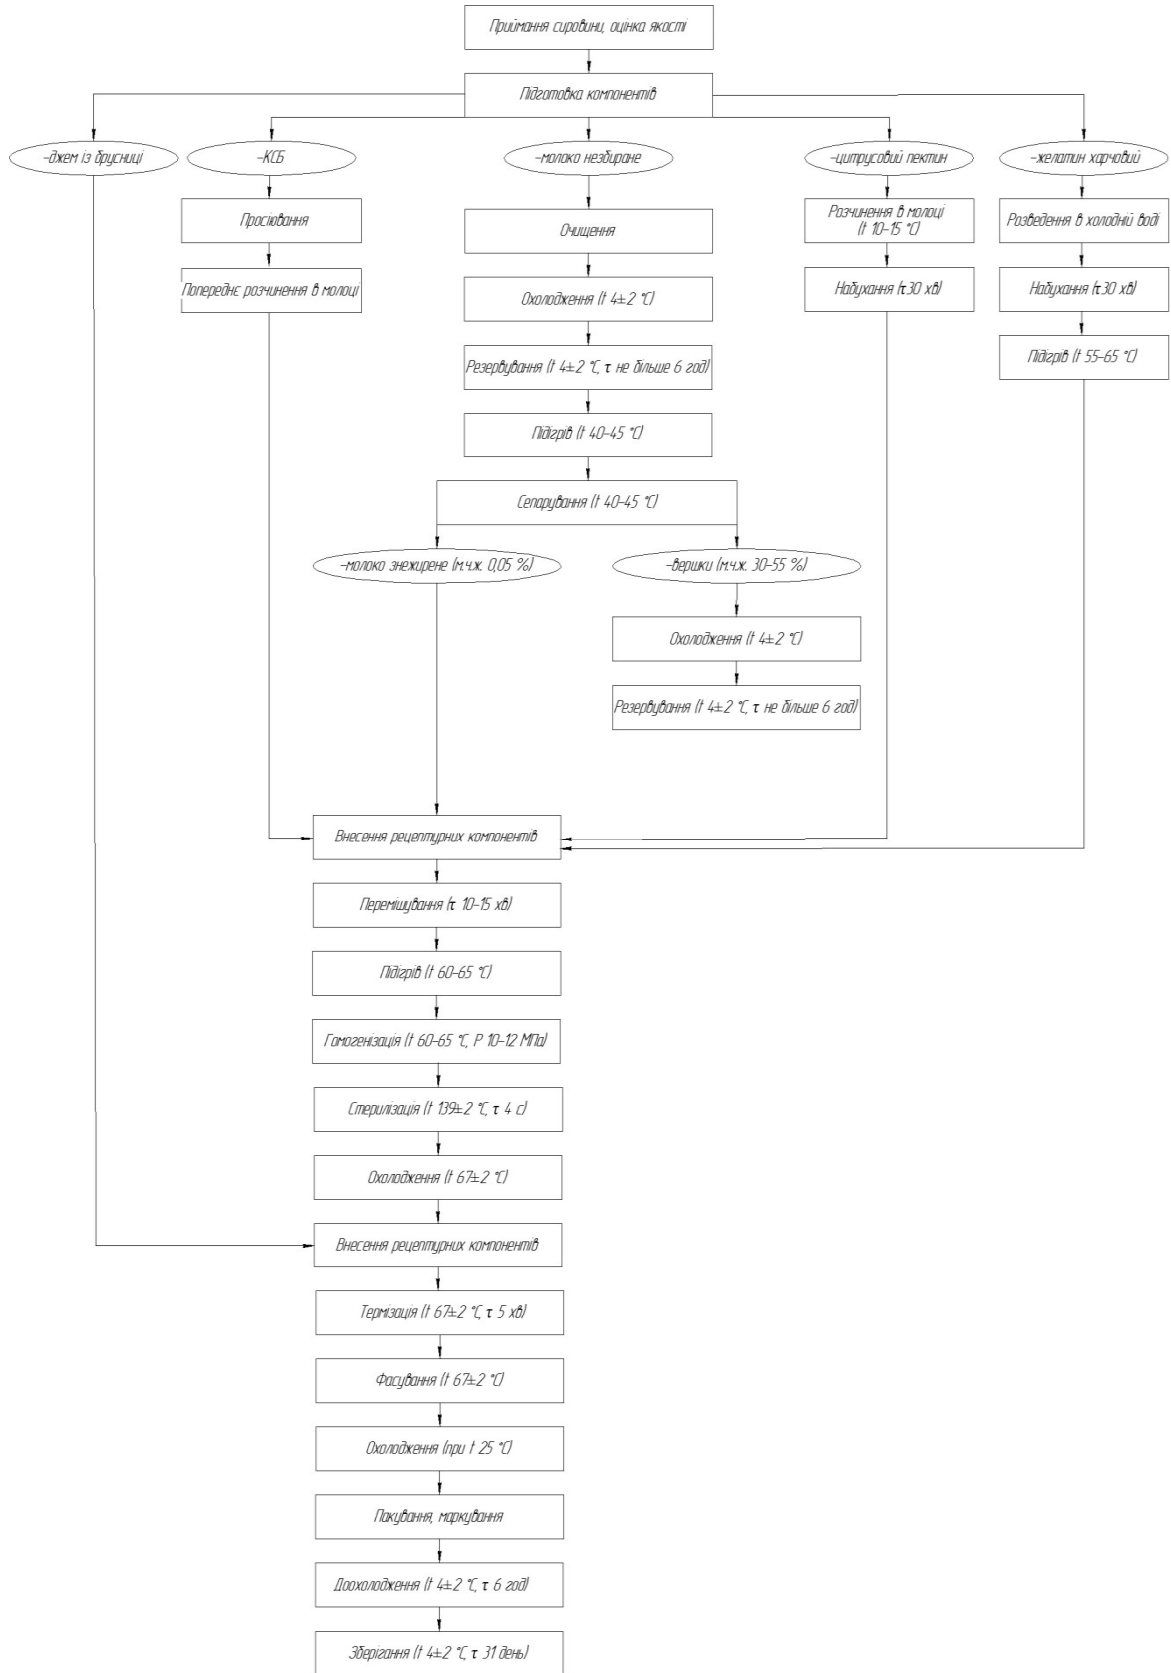 Приймання сировини, оцінка якості
Підготовка компонентів
-джем із брусниці
-КСБ
-молоко незбиране
-цитрусовий пектин
-желатин харчовий
Просіювання
Попереднє розчинення в молоці
Очищення
Охолодження (t 4±2 °C)
Резервування (t 4±2 °C, τ не більше 6 год)
Підігрів (t 40-45 °C)
Сепарування (t 40-45 °C)
Розчинення в молоці
(t 10-15 °C)
Набухання (τ 30 хв)
Розведення в холодній воді
Набухання (τ 30 хв)
Підігрів (t 55-65 °C)
-молоко знежирене (м.ч.ж. 0,05 %)
-вершки (м.ч.ж. 30-55 %)
Охолодження (t 4±2 °C)
Резервування (t 4±2 °C, τ не більше 6 год)
Внесення рецептурних компонентів
Перемішування (τ 10-15 хв)
Підігрів (t 60-65 °C)
Гомогенізація (t 60-65 °C, P 10-12 МПа)
Стерилізація (t 139±2 °C, τ 4 с)
Охолодження (t 67±2 °C)
Внесення рецептурних компонентів
Термізація (t 67±2 °C, τ 5 хв)
Фасування (t 67±2 °C)
Охолодження (при t 25 °C)
Пакування, маркування
Доохолодження (t 4±2 °C, τ 6 год)
Зберігання (t 4±2 °C, τ 31 день)